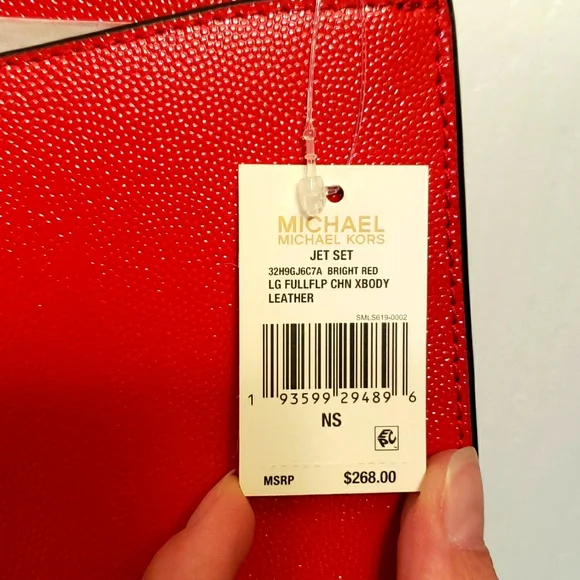 MICHAEL
MICHAEL KORS
JET SET
32H9GJ6C7A BRIGHT RED
LG FULLFLP CHN XBODY
LEATHER
SMLS619-0002
1 93599 29489 6
NS
EPC
MSRP $268.00